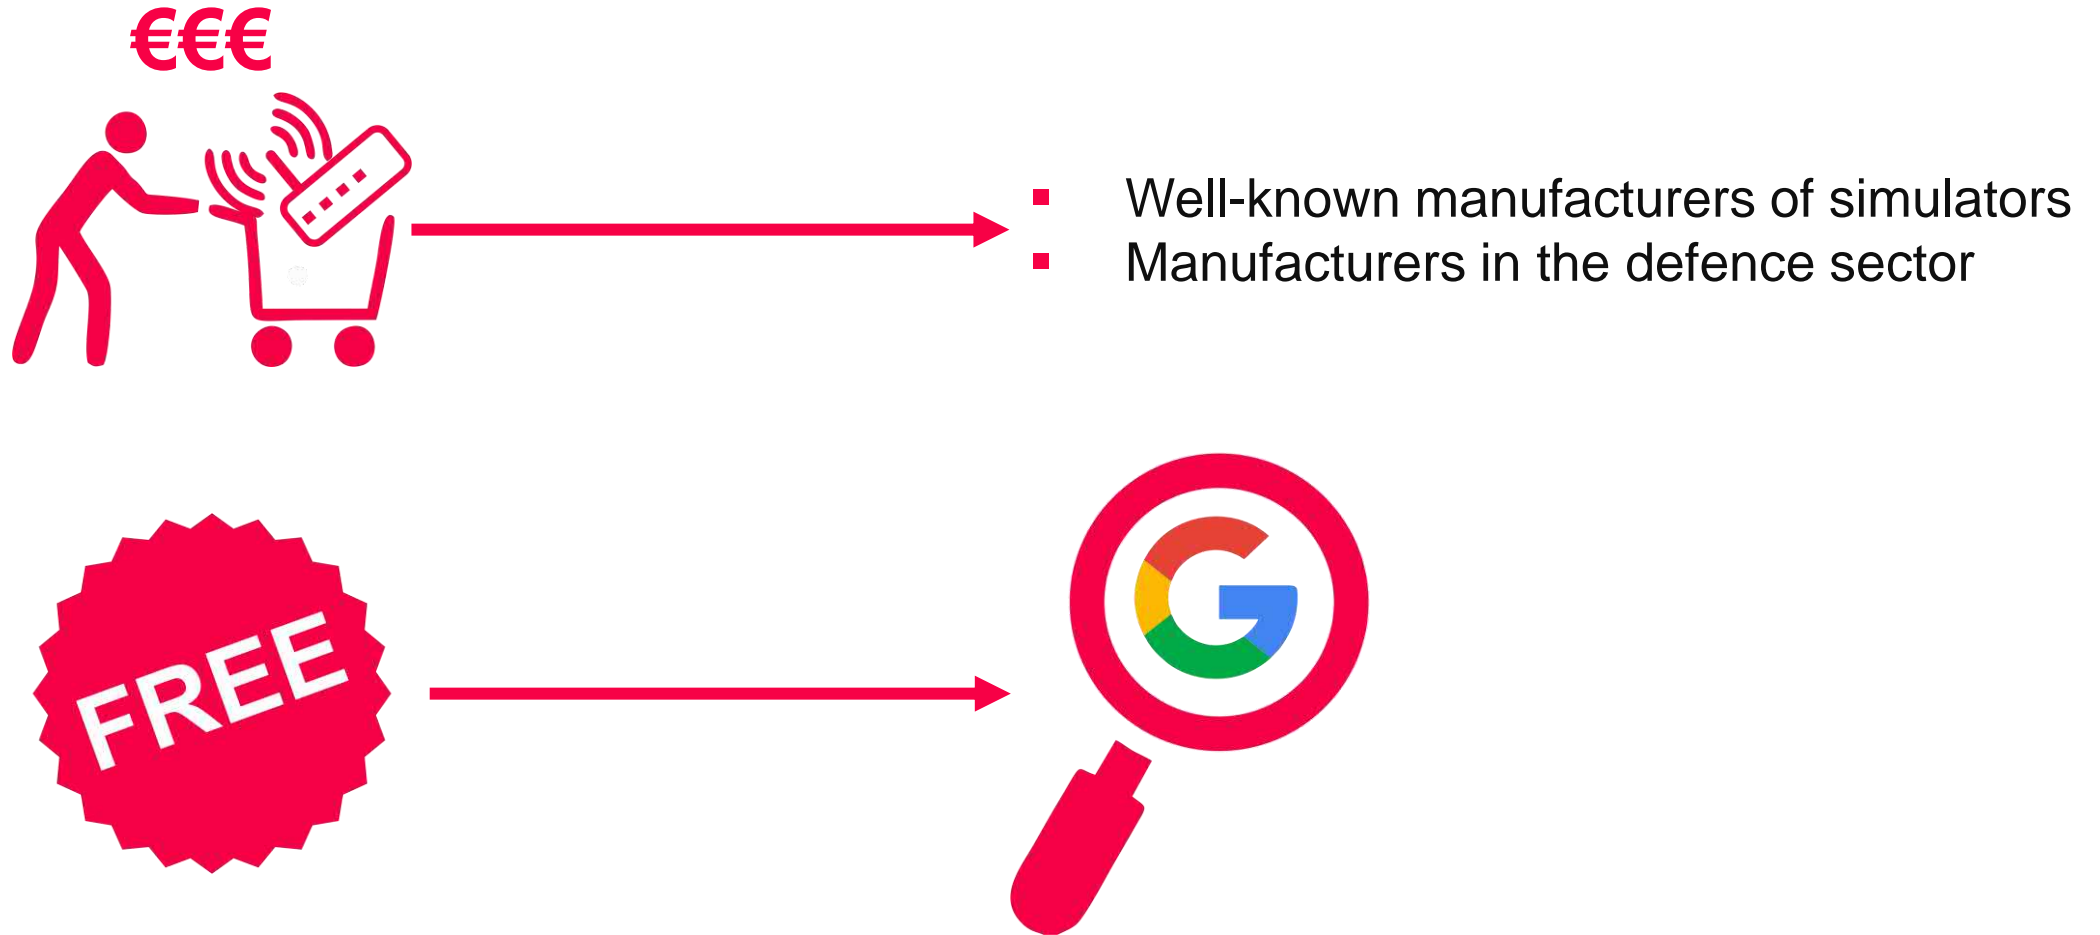 €€€
Well-known manufacturers of simulators
Manufacturers in the defence sector
FREE
G